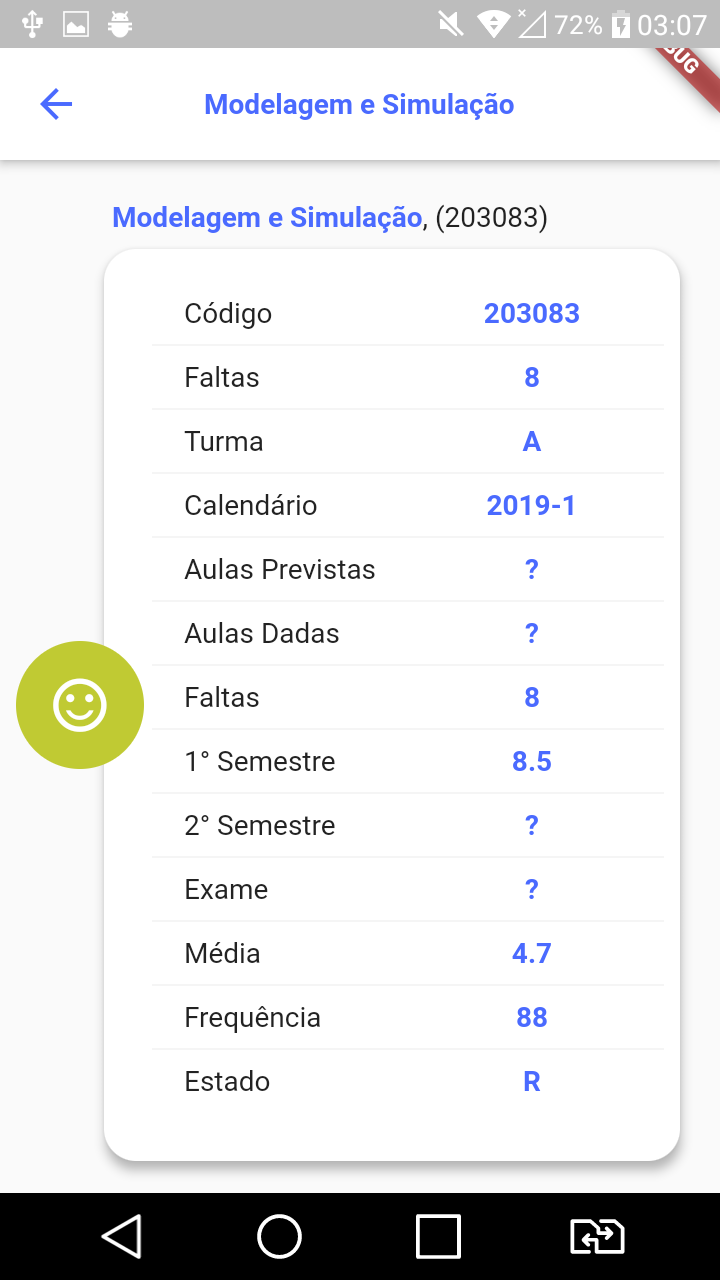 72% 03:07
Modelagem e Simulação
Modelagem e Simulação, (203083)
Código 203083
Faltas 8
Turma A
Calendário 2019-1
Aulas Previstas ?
Aulas Dadas ?
Faltas 8
1° Semestre 8.5
2° Semestre ?
Exame ?
Média 4.7
Frequência 88
Estado R